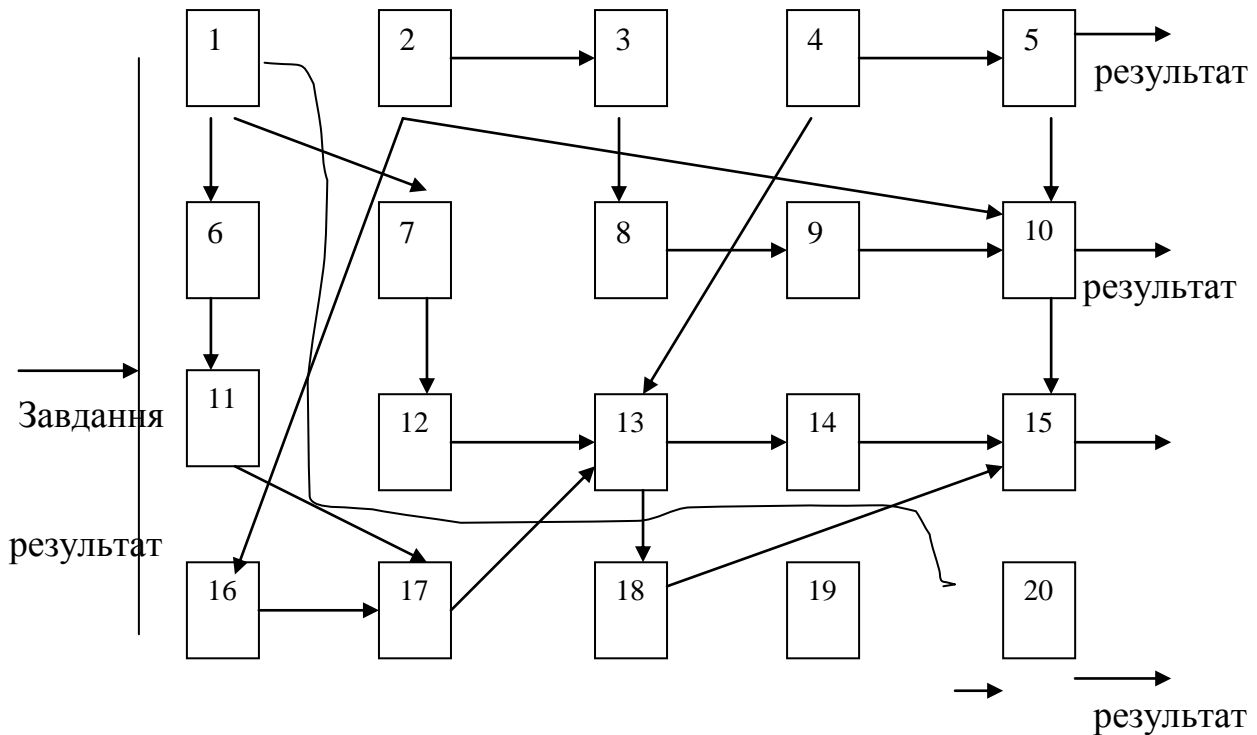 1 2 3 4 5
результат
6 7 8 9 10
результат
11 12 13 14 15
Завдання
результат
16 17 18 19 20
результат